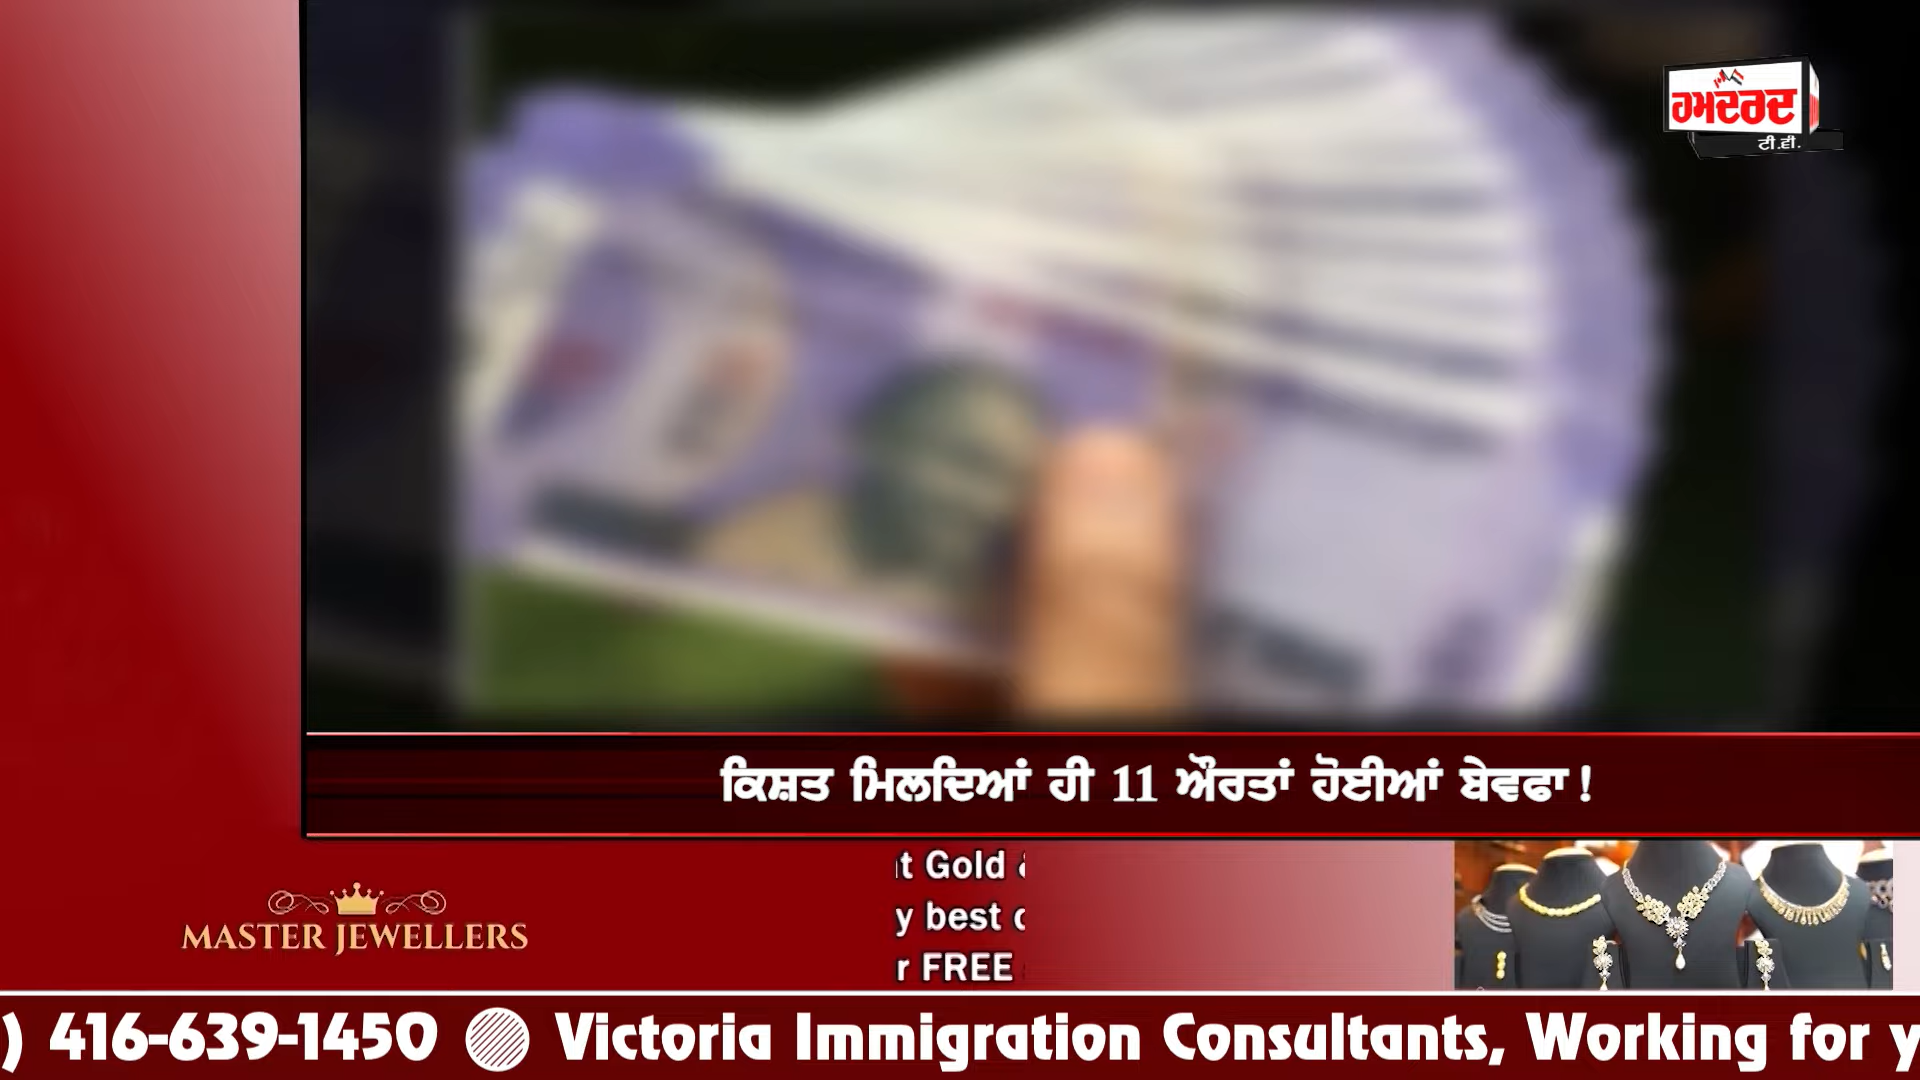 ਹਮਦਰਦ
ਟੀ.ਵੀ.
ਕਿਸ਼ਤ ਮਿਲਦਿਆਂ ਹੀ 11 ਔਰਤਾਂ ਹੋਈਆਂ ਬੇਵਫਾ!
t Gold
y best
r FREE
MASTER JEWELLERS
) 416-639-1450 Victoria Immigration Consultants, Working for y